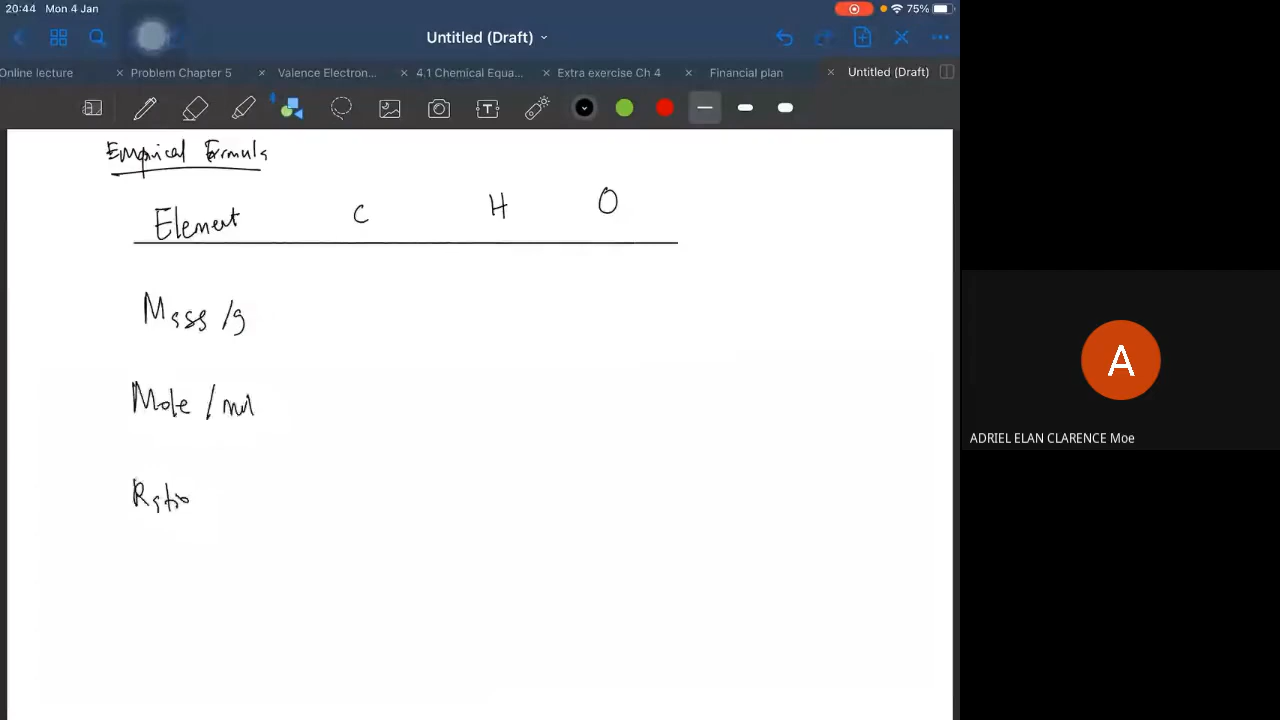 20:44 Mon 4 Jan 75%
Untitled (Draft)
Online lecture Problem Chapter 5 Valence Electron... 4.1 Chemical Equa... Extra exercise Ch 4 Financial plan Untitled (Draft)
Empirical Formula
Element C H O
Mass /g
Mole / mol
Ratio
A
ADRIEL ELAN CLARENCE Moe